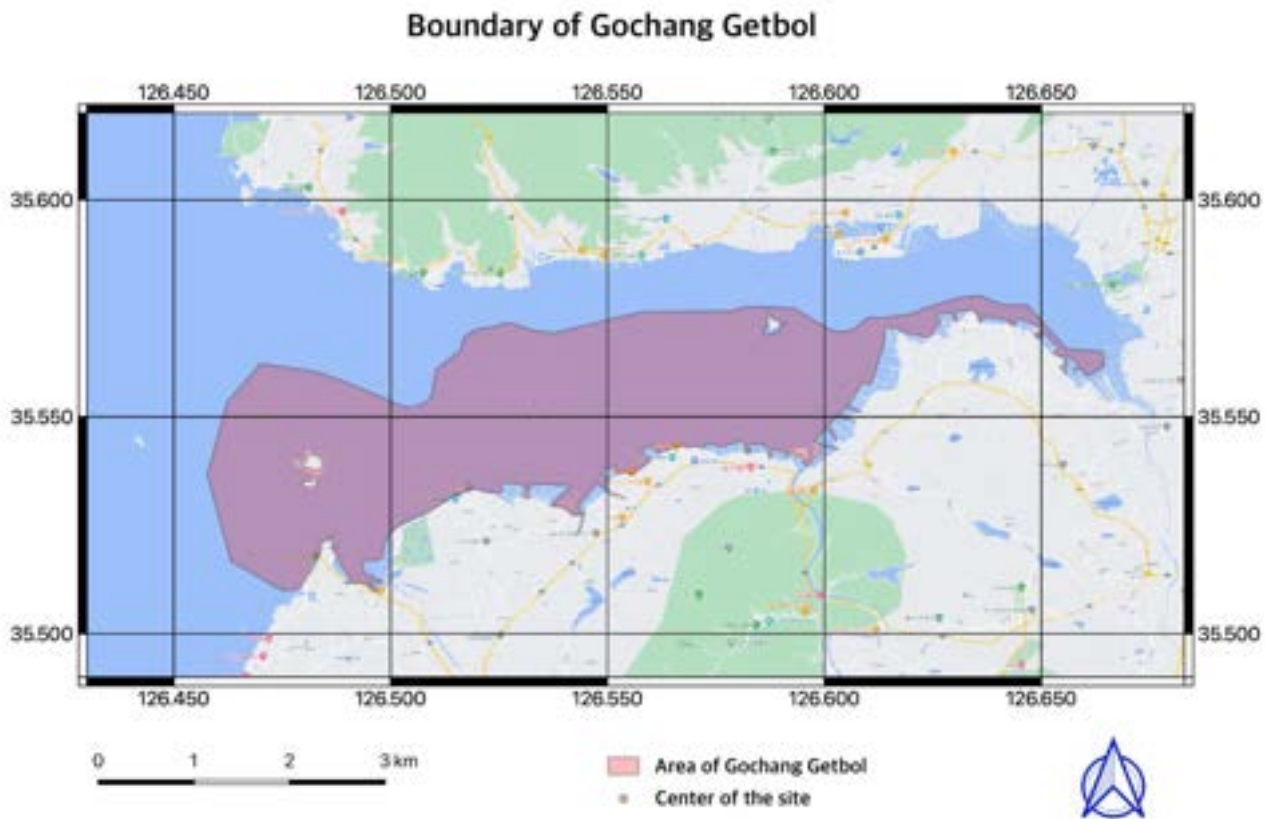 Boundary of Gochang Getbol
126.450 126.500 126.550 126.600 126.650
35.600 35.600
35.550 35.550
35.500 35.500
126.450 126.500 126.550 126.600 126.650
0 1 2 3 km
Area of Gochang Getbol
Center of the site